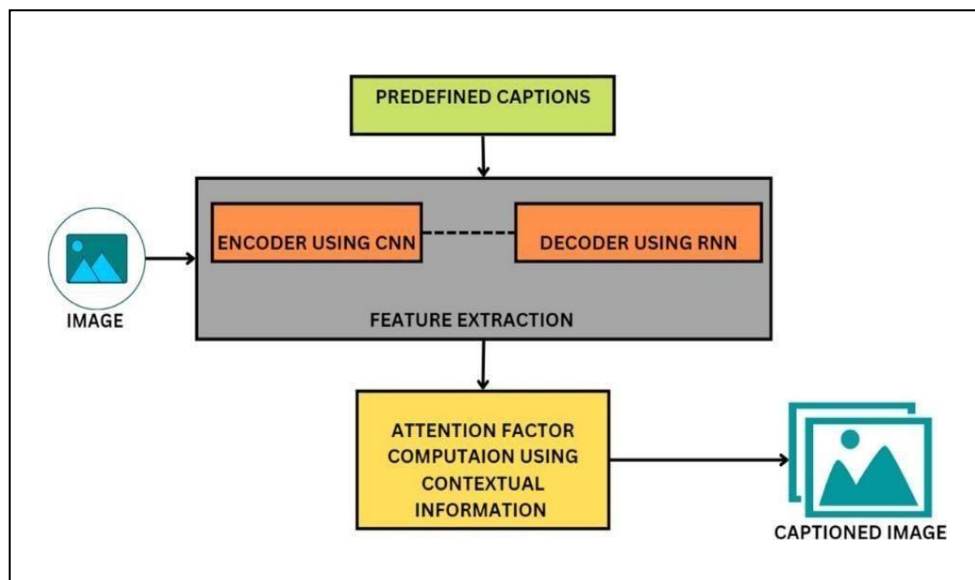 PREDEFINED CAPTIONS
ENCODER USING CNN
DECODER USING RNN
IMAGE
FEATURE EXTRACTION
ATTENTION FACTOR
COMPUTAION USING
CONTEXTUAL
INFORMATION
CAPTIONED IMAGE